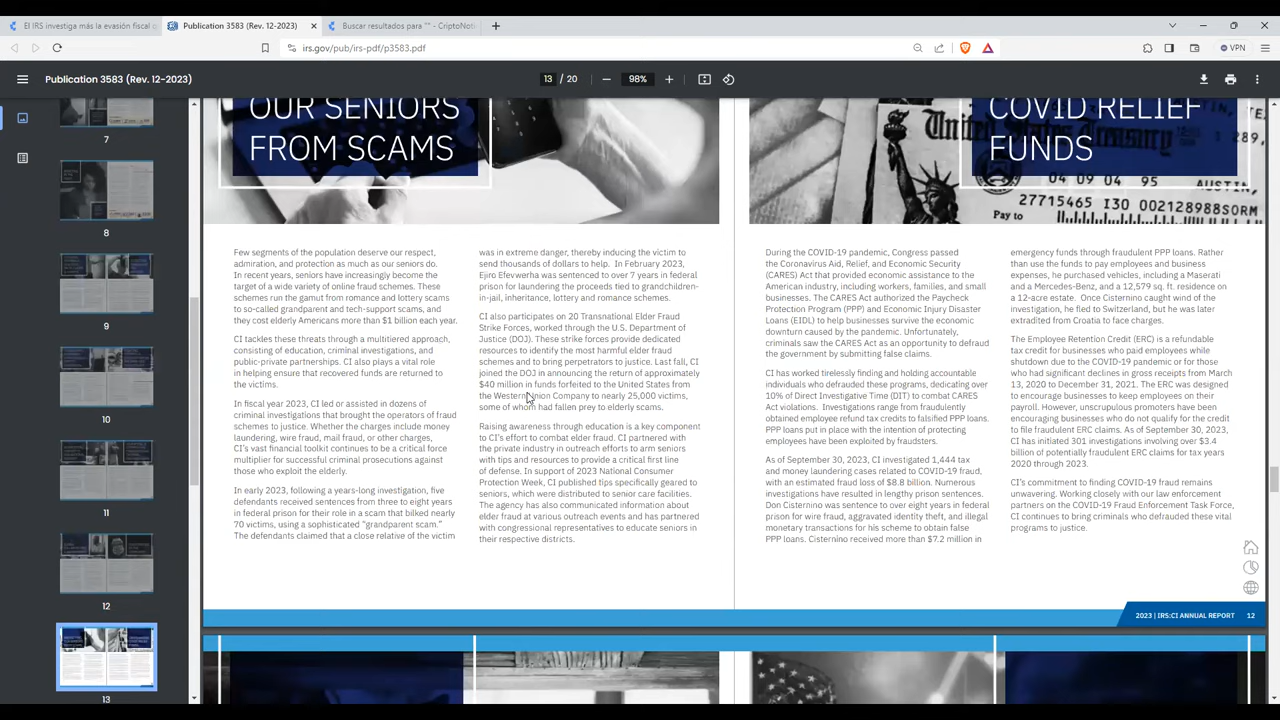 El IRS investiga más la evasión fiscal q
Publication 3583 (Rev. 12-2023)
Buscar resultados para "" - CriptoNoti
irs.gov/pub/irs-pdf/p3583.pdf
VPN
Publication 3583 (Rev. 12-2023)
13 / 20
98%
7
8
9
10
11
12
13
OUR SENIORS
FROM SCAMS
Few segments of the population deserve our respect,
admiration, and protection as much as our seniors do.
In recent years, seniors have increasingly become the
target of a wide variety of online fraud schemes. These
schemes run the gamut from romance and lottery scams
to so-called grandparent and tech-support scams, and
they cost elderly Americans more than $1 billion each year.
CI tackles these threats through a multitiered approach,
consisting of education, criminal investigations, and
public-private partnerships. CI also plays a vital role
in helping ensure that recovered funds are returned to
the victims.
In fiscal year 2023, CI led or assisted in dozens of
criminal investigations that brought the operators of fraud
schemes to justice. Whether the charges include money
laundering, wire fraud, mail fraud, or other charges,
CI's vast financial toolkit continues to be a critical force
multiplier for successful criminal prosecutions against
those who exploit the elderly.
In early 2023, following a years-long investigation, five
defendants received sentences from three to eight years
in federal prison for their role in a scam that bilked nearly
70 victims, using a sophisticated "grandparent scam."
The defendants claimed that a close relative of the victim
was in extreme danger, thereby inducing the victim to
send thousands of dollars to help. In February 2023,
Ejiro Efevwerha was sentenced to over 7 years in federal
prison for laundering the proceeds tied to grandchildren-
in-jail, inheritance, lottery and romance schemes.
CI also participates on 20 Transnational Elder Fraud
Strike Forces, worked through the U.S. Department of
Justice (DOJ). These strike forces provide dedicated
resources to identify the most harmful elder fraud
schemes and to bring perpetrators to justice. Last fall, CI
joined the DOJ in announcing the return of approximately
$40 million in funds forfeited to the United States from
the Western Union Company to nearly 25,000 victims,
some of whom had fallen prey to elderly scams.
Raising awareness through education is a key component
to CI's effort to combat elder fraud. CI partnered with
the private industry in outreach efforts to arm seniors
with tips and resources to provide a critical first line
of defense. In support of 2023 National Consumer
Protection Week, CI published tips specifically geared to
seniors, which were distributed to senior care facilities.
The agency has also communicated information about
elder fraud at various outreach events and has partnered
with congressional representatives to educate seniors in
their respective districts.
COVID RELIEF
FUNDS
United States Treasury
289,
04 09 04 95
AUSTIN,
27715465 I30 002128988SORM
Pay to
During the COVID-19 pandemic, Congress passed
the Coronavirus Aid, Relief, and Economic Security
(CARES) Act that provided economic assistance to the
American industry, including workers, families, and small
businesses. The CARES Act authorized the Paycheck
Protection Program (PPP) and Economic Injury Disaster
Loans (EIDL) to help businesses survive the economic
downturn caused by the pandemic. Unfortunately,
criminals saw the CARES Act as an opportunity to defraud
the government by submitting false claims.
CI has worked tirelessly finding and holding accountable
individuals who defrauded these programs, dedicating over
10% of Direct Investigative Time (DIT) to combat CARES
Act violations. Investigations range from fraudulently
obtained employee refund tax credits to falsified PPP loans.
PPP loans put in place with the intention of protecting
employees have been exploited by fraudsters.
As of September 30, 2023, CI investigated 1,444 tax
and money laundering cases related to COVID-19 fraud,
with an estimated fraud loss of $8.8 billion. Numerous
investigations have resulted in lengthy prison sentences.
Don Cisternino was sentence to over eight years in federal
prison for wire fraud, aggravated identity theft, and illegal
monetary transactions for his scheme to obtain false
PPP loans. Cisternino received more than $7.2 million in
emergency funds through fraudulent PPP loans. Rather
than use the funds to pay employees and business
expenses, he purchased vehicles, including a Maserati
and a Mercedes-Benz, and a 12,579 sq. ft. residence on
a 12-acre estate. Once Cisternino caught wind of the
investigation, he fled to Switzerland, but he was later
extradited from Croatia to face charges.
The Employee Retention Credit (ERC) is a refundable
tax credit for businesses who paid employees while
shutdown due to the COVID-19 pandemic or for those
who had significant declines in gross receipts from March
13, 2020 to December 31, 2021. The ERC was designed
to encourage businesses to keep employees on their
payroll. However, unscrupulous promoters have been
encouraging businesses who do not qualify for the credit
to file fraudulent ERC claims. As of September 30, 2023,
CI has initiated 301 investigations involving over $3.4
billion of potentially fraudulent ERC claims for tax years
2020 through 2023.
CI's commitment to finding COVID fraud remains
unwavering. Working closely with our law enforcement
partners on the COVID Fraud Enforcement Task Force,
CI continues to bring criminals who defrauded these vital
programs to justice.
2023 | IRS:CI ANNUAL REPORT 12